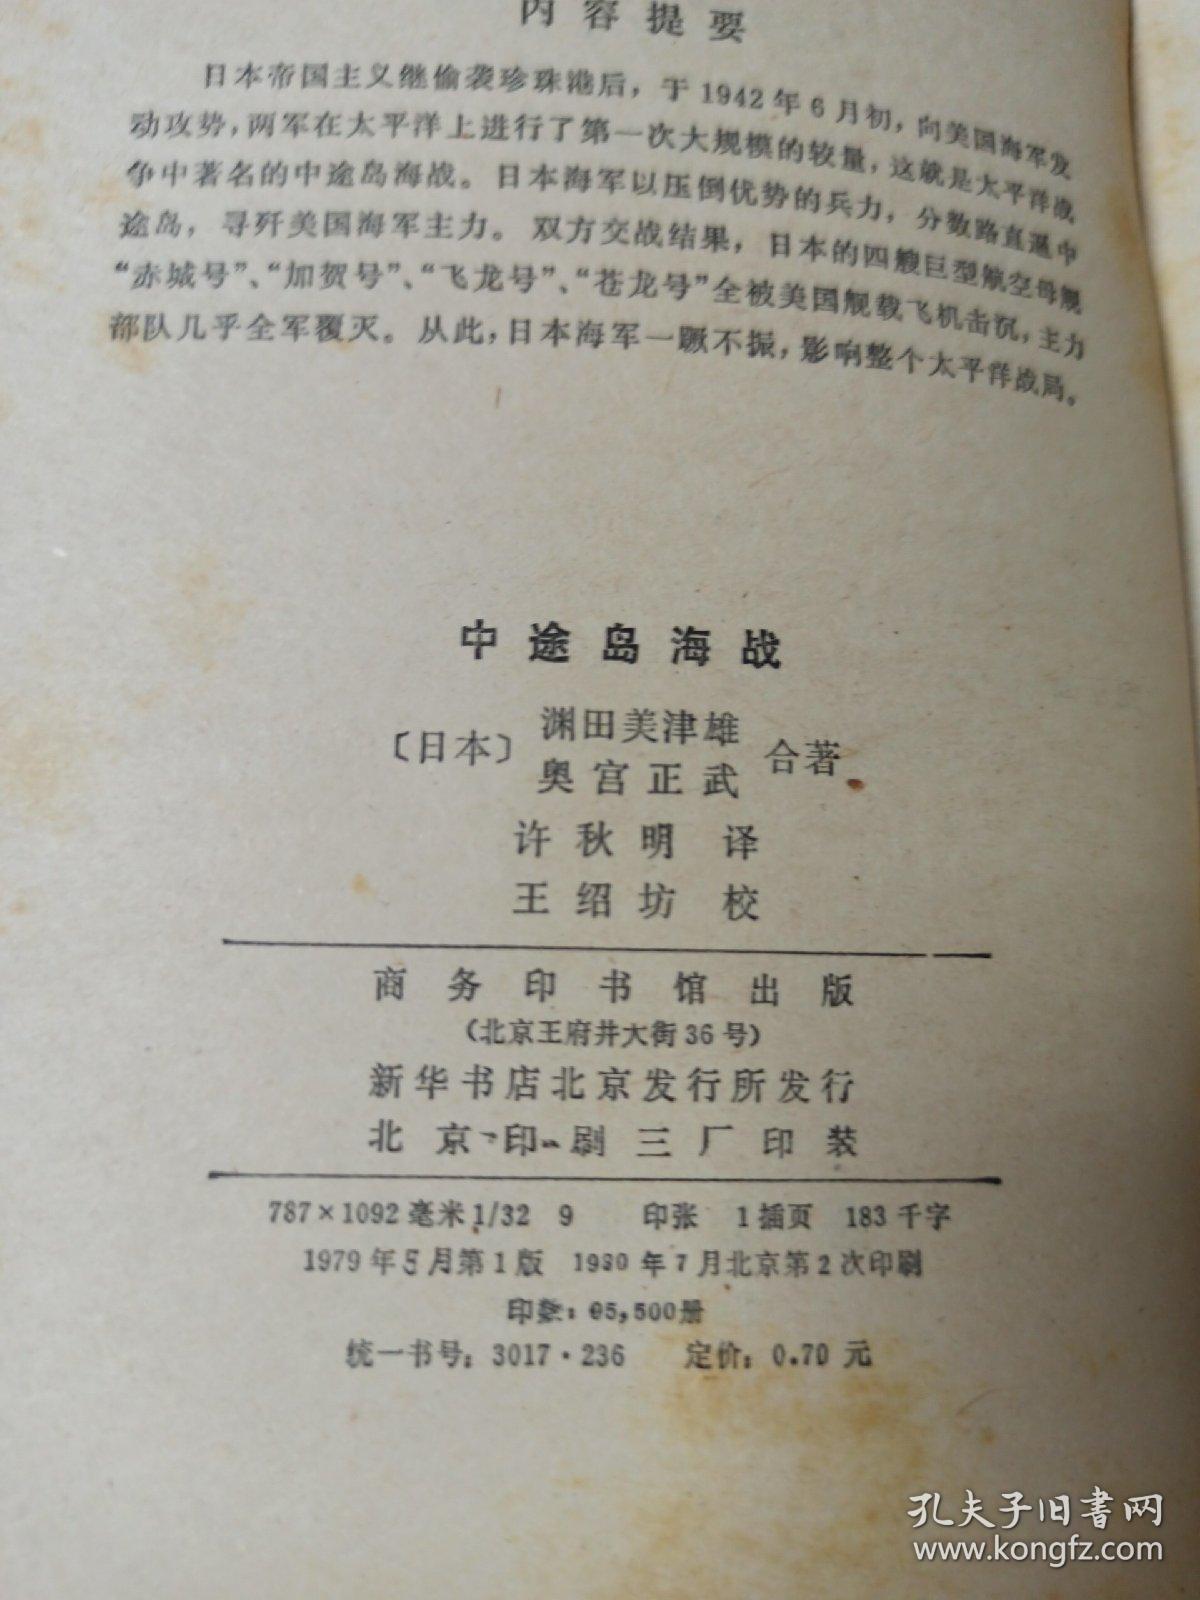 内容提要
日本帝国主义继偷袭珍珠港后，于1942年6月初，向美国海军发
动攻势，两军在太平洋上进行了第一次大规模的较量，这就是太平洋战
争中著名的中途岛海战。日本海军以压倒优势的兵力，分数路直逼中
途岛，寻歼美国海军主力。双方交战结果，日本的四艘巨型航空母舰
“赤城号”、“加贺号”、“飞龙号”、“苍龙号”全被美国舰载飞机击沉，主力
部队几乎全军覆灭。从此，日本海军一蹶不振，影响整个太平洋战局。
中途岛海战
〔日本〕渊田美津雄 奥宫正武 合著
许秋明 译
王绍坊 校
商务印书馆出版
（北京王府井大街36号）
新华书店北京发行所发行
北京印刷三厂印装
787×1092毫米1/32 9 印张 1插页 183千字
1979年5月第1版 1980年7月北京第2次印刷
印数：05,500册
统一书号：3017·236 定价：0.70元
孔夫子旧书网
www.kongfz.com